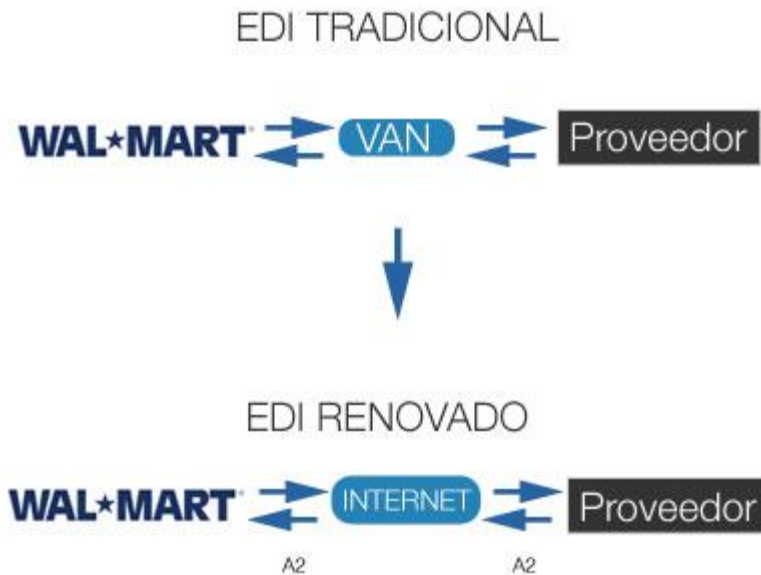 EDI TRADICIONAL
WAL★MART VAN Proveedor
EDI RENOVADO
WAL★MART INTERNET Proveedor
A2 A2